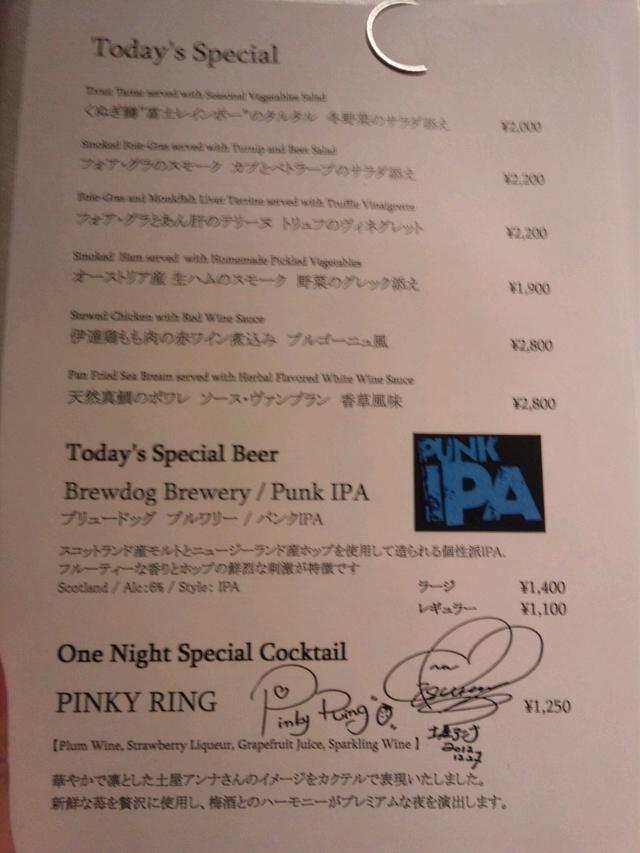 Today's Special
Trout Tartar served with Seasonal Vegetables Salad
くぬぎ鱒"富士レインボー"のタルタル 冬野菜のサラダ添え ¥2,000
Smoked Foie-Gras served with Turnip and Beet Salad
フォア・グラのスモーク カブとベトラーブのサラダ添え ¥2,200
Foie-Gras and Monkfish Liver Terrine served with Truffle Vinaigrette
フォア・グラとあん肝のテリーヌ トリュフのヴィネグレット ¥2,200
Smoked Ham served with Homemade Pickled Vegetables
オーストリア産 生ハムのスモーク 野菜のグレック添え ¥1,900
Stewed Chicken with Red Wine Sauce
伊達鶏もも肉の赤ワイン煮込み ブルゴーニュ風 ¥2,800
Pan Fried Sea Bream served with Herbal Flavored White Wine Sauce
天然真鯛のポワレ ソース・ヴァンブラン 香草風味 ¥2,800
Today's Special Beer
PUNK
IPA
Brewdog Brewery / Punk IPA
ブリュードッグ ブルワリー / パンクIPA
スコットランド産モルトとニュージーランド産ホップを使用して造られる個性派IPA.
フルーティーな香りとホップの鮮烈な刺激が特徴です
Scotland / Alc:6% / Style: IPA
ラージ ¥1,400
レギュラー ¥1,100
One Night Special Cocktail
PINKY RING Pinky Ring ¥1,250
土屋アンナ
2012.
12.27
【Plum Wine, Strawberry Liqueur, Grapefruit Juice, Sparkling Wine 】
華やかで凛とした土屋アンナさんのイメージをカクテルで表現いたしました。
新鮮な苺を贅沢に使用し、梅酒とのハーモニーがプレミアムな夜を演出します。